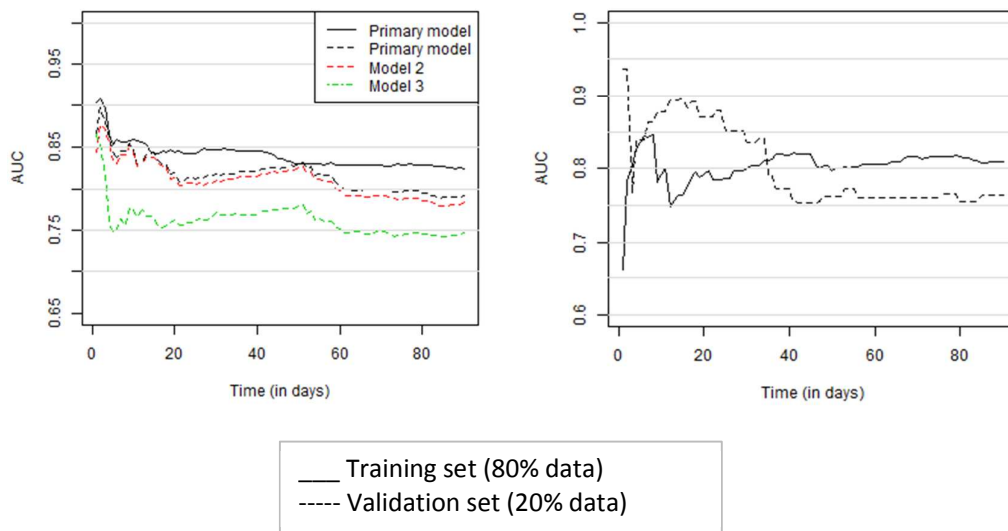 Primary model
Primary model
Model 2
Model 3
AUC
0.95
0.85
0.75
0.65
0 20 40 60 80
Time (in days)
AUC
1.0
0.9
0.8
0.7
0.6
0 20 40 60 80
Time (in days)
___ Training set (80% data)
----- Validation set (20% data)